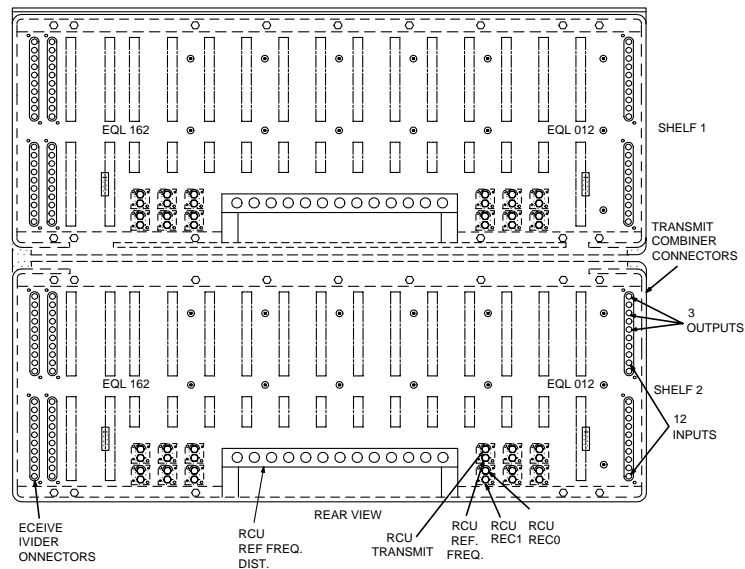 EQL 162
EQL 012
SHELF 1
TRANSMIT
COMBINER
CONNECTORS
3
OUTPUTS
EQL 162
EQL 012
SHELF 2
12
INPUTS
REAR VIEW
ECEIVE
IVIDER
ONNECTORS
RCU
REF FREQ.
DIST.
RCU
TRANSMIT
RCU
REF.
FREQ.
RCU
REC1
RCU
REC0